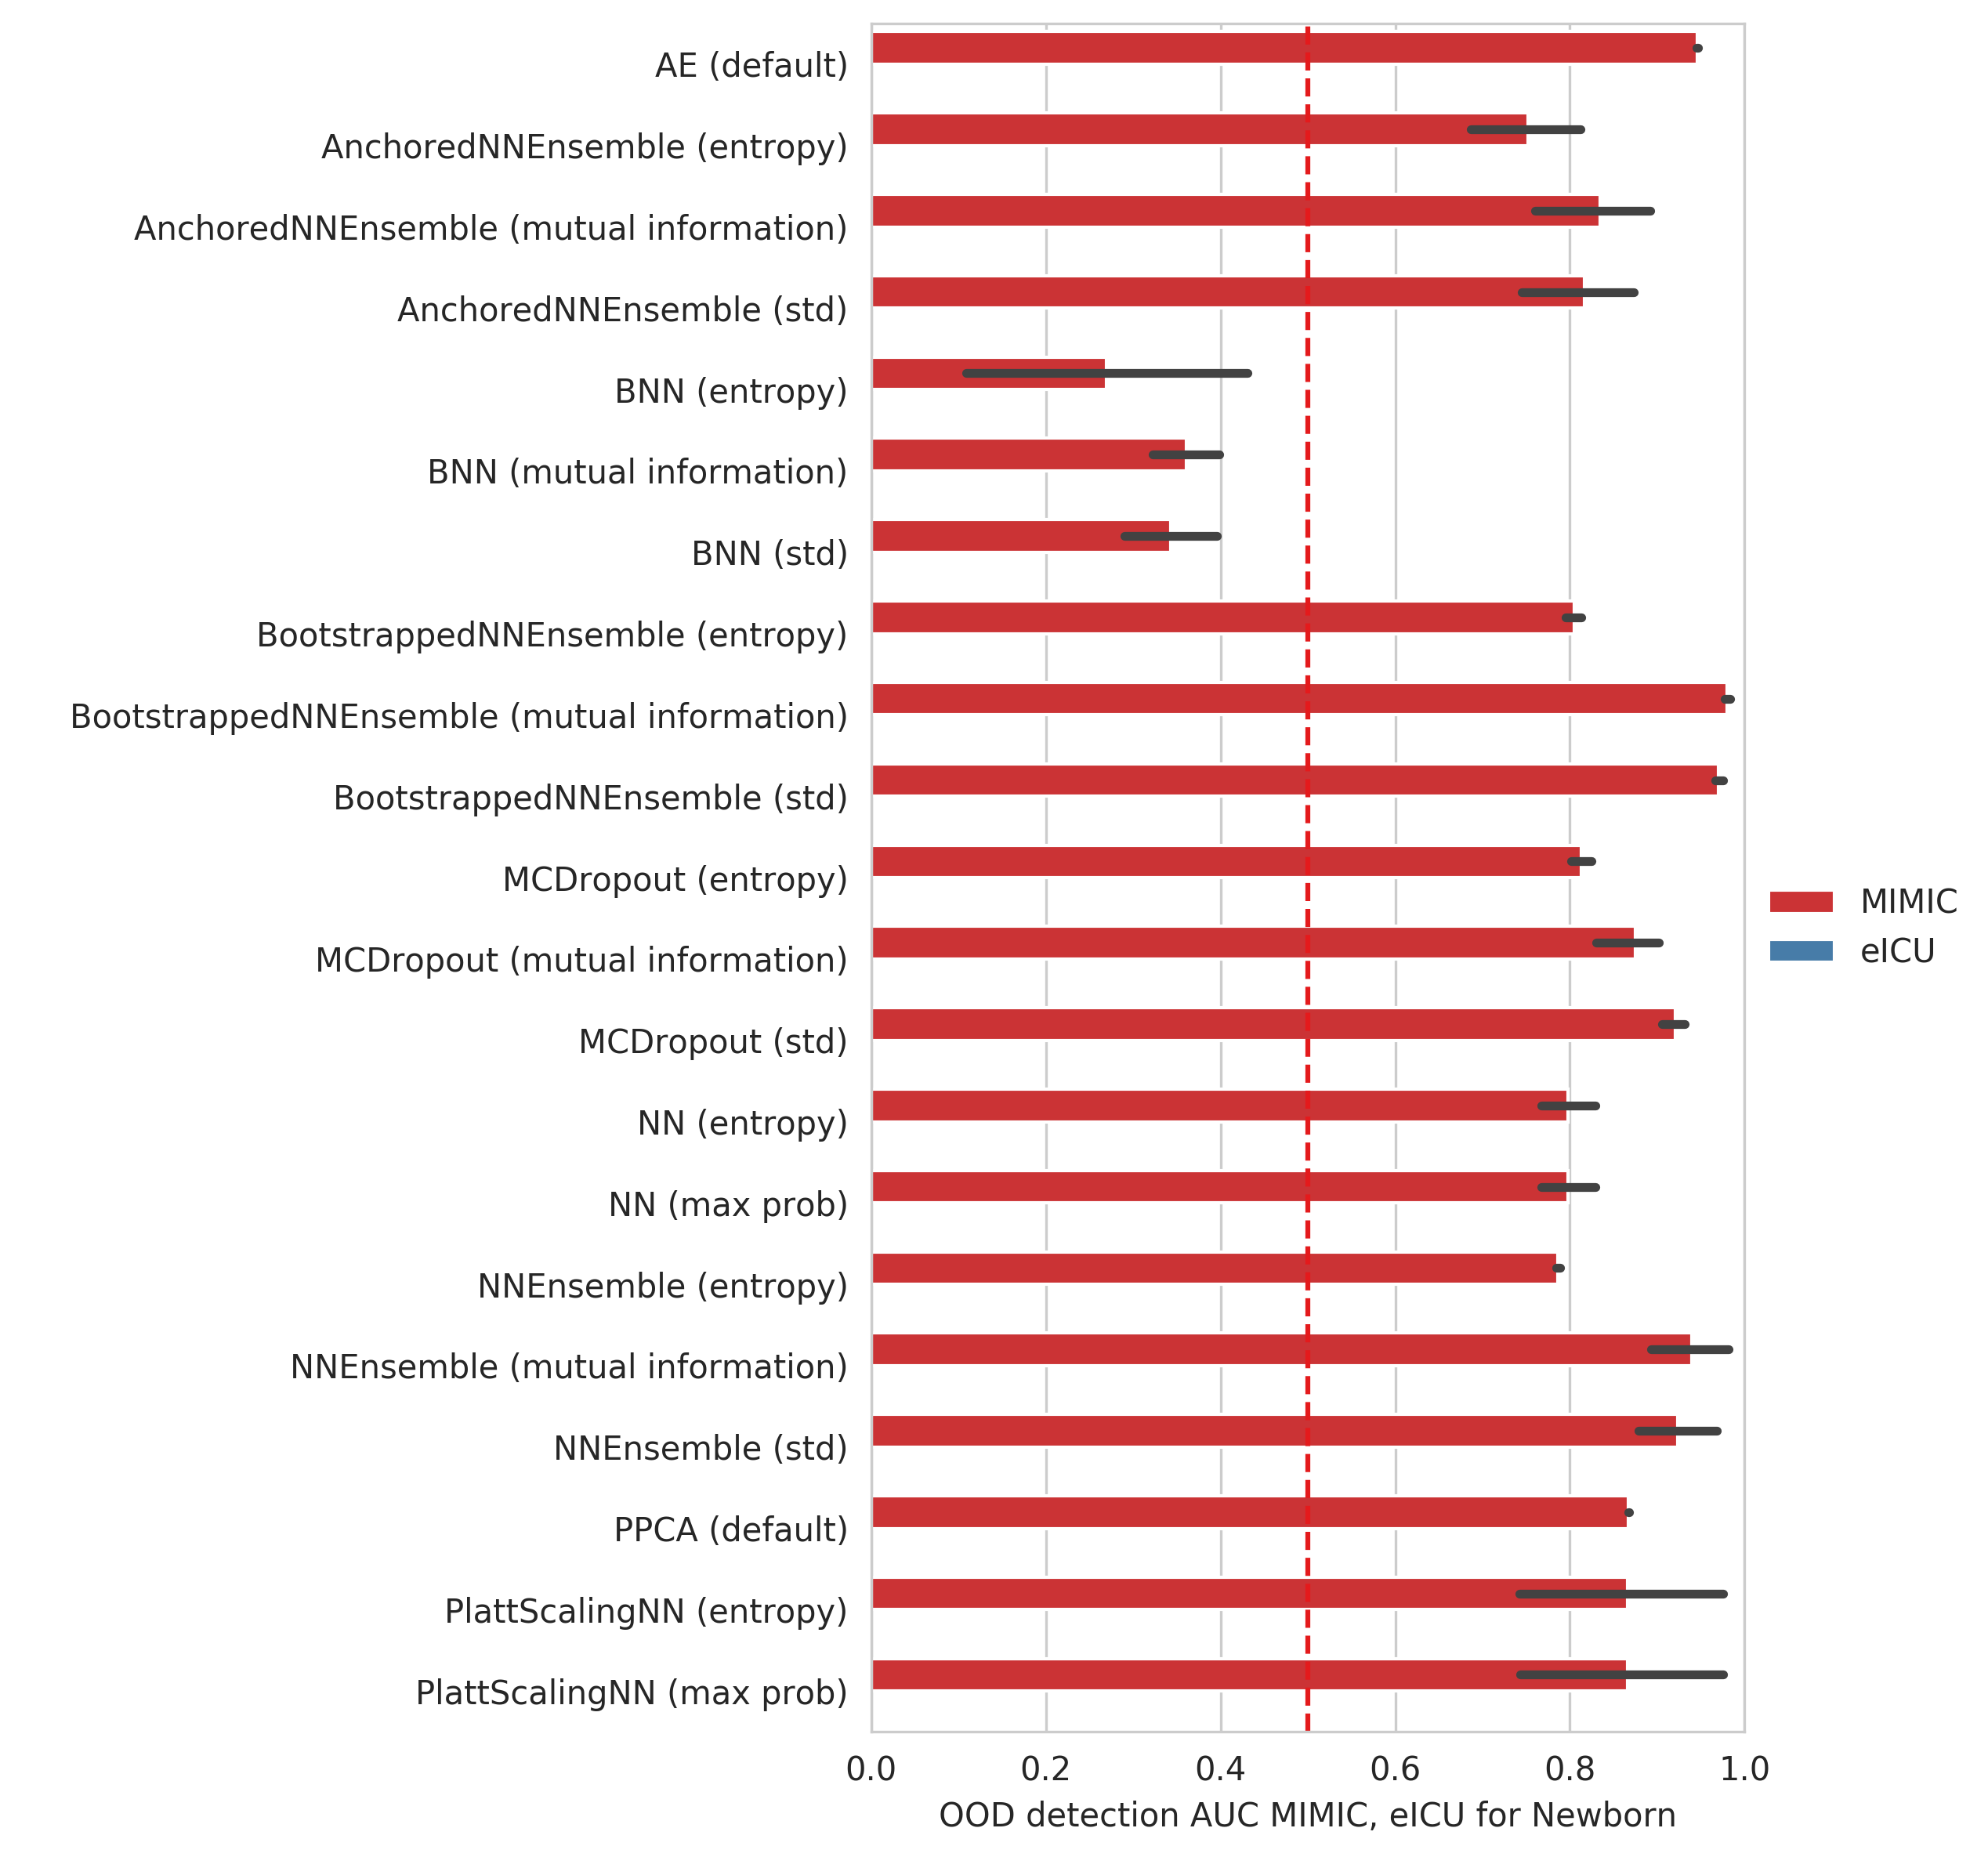 AE (default)
AnchoredNNEnsemble (entropy)
AnchoredNNEnsemble (mutual information)
AnchoredNNEnsemble (std)
BNN (entropy)
BNN (mutual information)
BNN (std)
BootstrappedNNEnsemble (entropy)
BootstrappedNNEnsemble (mutual information)
BootstrappedNNEnsemble (std)
MCDropout (entropy)
MCDropout (mutual information)
MCDropout (std)
NN (entropy)
NN (max prob)
NNEnsemble (entropy)
NNEnsemble (mutual information)
NNEnsemble (std)
PPCA (default)
PlattScalingNN (entropy)
PlattScalingNN (max prob)
MIMIC
eICU
0.0 0.2 0.4 0.6 0.8 1.0
OOD detection AUC MIMIC, eICU for Newborn